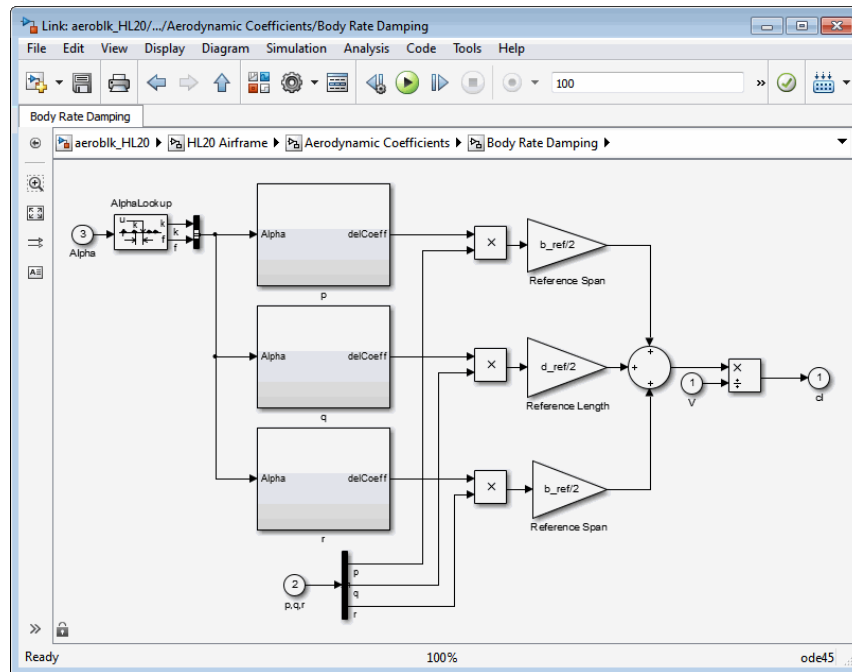 Link: aeroblk_HL20/.../Aerodynamic Coefficients/Body Rate Damping
File Edit View Display Diagram Simulation Analysis Code Tools Help
100 »
Body Rate Damping
aeroblk_HL20 HL20 Airframe Aerodynamic Coefficients Body Rate Damping
AlphaLookup
u k k
f
k
f
3
Alpha
Alpha delCoeff
p
×
b_ref/2
Reference Span
Alpha delCoeff
q
×
d_ref/2
Reference Length
+
+
+
1
V
×
÷
1
cl
Alpha delCoeff
r
×
b_ref/2
Reference Span
2
p,q,r
p
q
r
»
Ready 100% ode45